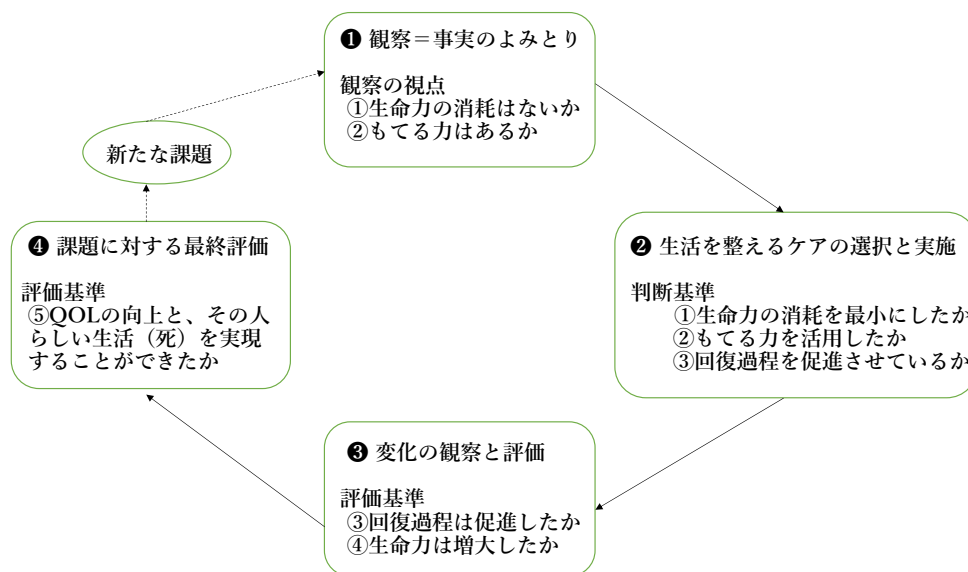 ❶ 観察＝事実のよみとり
観察の視点
①生命力の消耗はないか
②もてる力はあるか
❷ 生活を整えるケアの選択と実施
判断基準
①生命力の消耗を最小にしたか
②もてる力を活用したか
③回復過程を促進させているか
❸ 変化の観察と評価
評価基準
③回復過程は促進したか
④生命力は増大したか
❹ 課題に対する最終評価
評価基準
⑤QOLの向上と、その人
らしい生活（死）を実現
することができたか
新たな課題